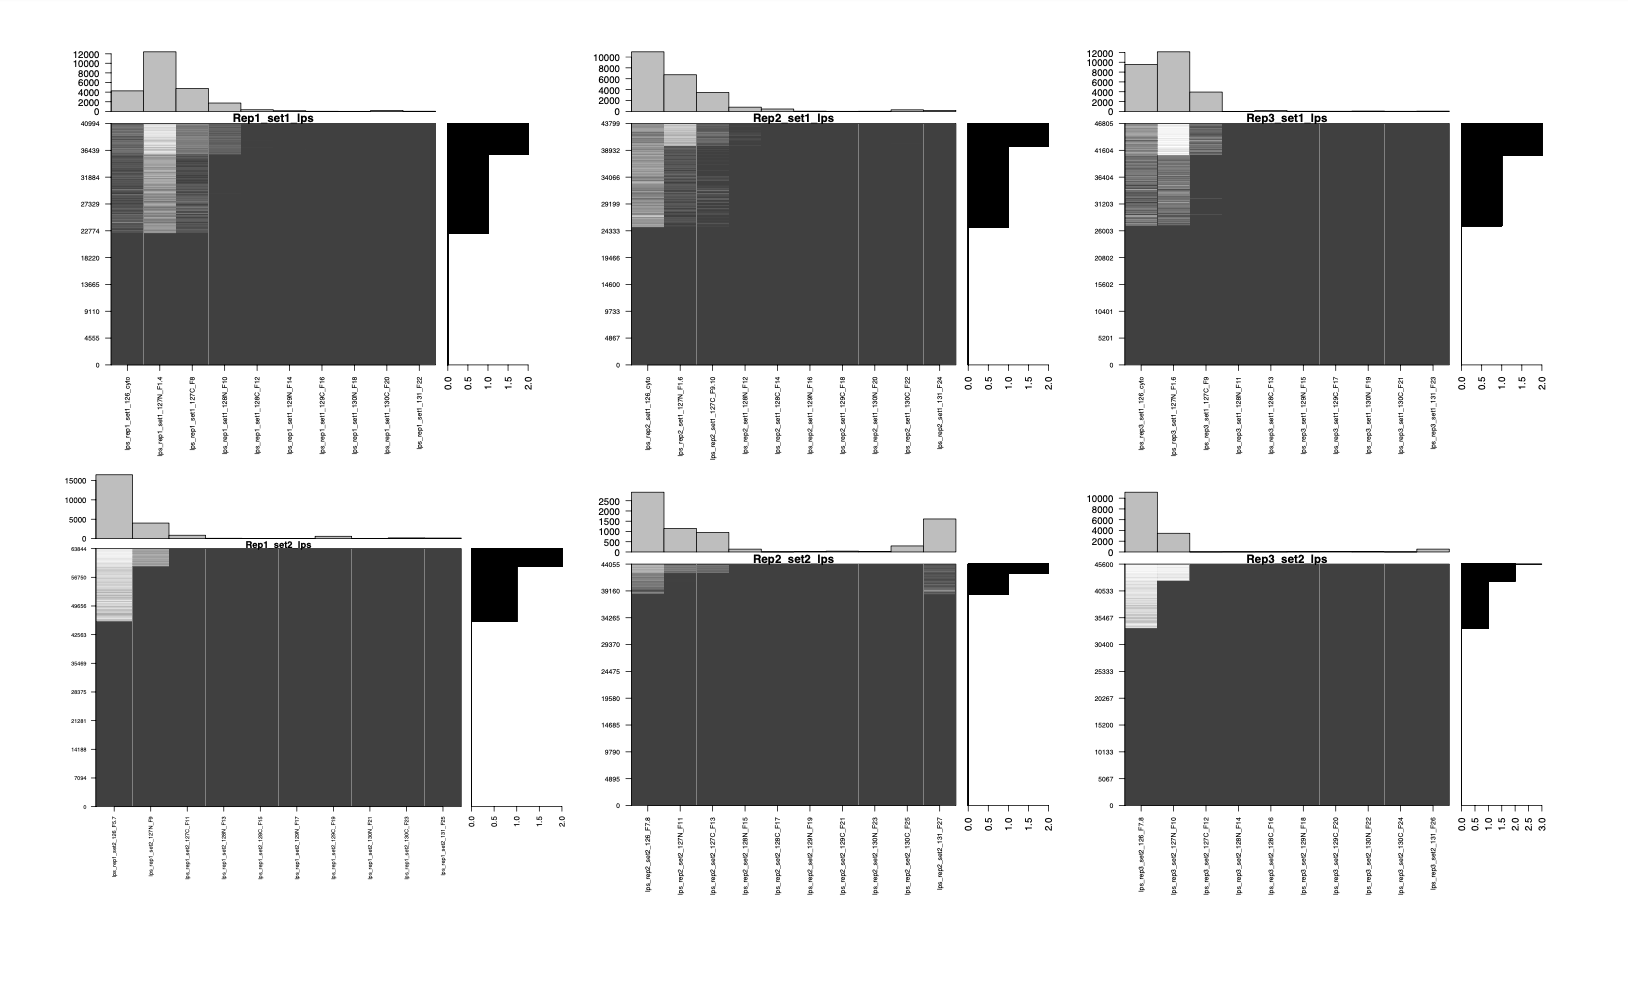 Rep1_set1_lps
12000
10000
8000
6000
4000
2000
0
40994
36439
31884
27329
22774
18220
13665
9110
4555
0
0.0
0.5
1.0
1.5
2.0
lps_rep1_set1_126_cyto
lps_rep1_set1_127N_F1.4
lps_rep1_set1_127C_F8
lps_rep1_set1_128N_F10
lps_rep1_set1_128C_F12
lps_rep1_set1_129N_F14
lps_rep1_set1_129C_F16
lps_rep1_set1_130N_F18
lps_rep1_set1_130C_F20
lps_rep1_set1_131_F22
Rep2_set1_lps
10000
8000
6000
4000
2000
0
43799
38932
34066
29199
24333
19466
14600
9733
4867
0
0.0
0.5
1.0
1.5
2.0
lps_rep2_set1_126_cyto
lps_rep2_set1_127N_F1.6
lps_rep2_set1_127C_F9.10
lps_rep2_set1_128N_F12
lps_rep2_set1_128C_F14
lps_rep2_set1_129N_F16
lps_rep2_set1_129C_F18
lps_rep2_set1_130N_F20
lps_rep2_set1_130C_F22
lps_rep2_set1_131_F24
Rep3_set1_lps
12000
10000
8000
6000
4000
2000
0
46805
41604
36404
31203
26003
20802
15602
10401
5201
0
0.0
0.5
1.0
1.5
2.0
lps_rep3_set1_126_cyto
lps_rep3_set1_127N_F1.6
lps_rep3_set1_127C_F9
lps_rep3_set1_128N_F11
lps_rep3_set1_128C_F13
lps_rep3_set1_129N_F15
lps_rep3_set1_129C_F17
lps_rep3_set1_130N_F19
lps_rep3_set1_130C_F21
lps_rep3_set1_131_F23
Rep1_set2_lps
15000
10000
5000
0
63844
56750
49656
42563
35469
28375
21281
14188
7094
0
0.0
0.5
1.0
1.5
2.0
lps_rep1_set2_126_F5.7
lps_rep1_set2_127N_F9
lps_rep1_set2_127C_F11
lps_rep1_set2_128N_F13
lps_rep1_set2_128C_F15
lps_rep1_set2_129N_F17
lps_rep1_set2_129C_F19
lps_rep1_set2_130N_F21
lps_rep1_set2_130C_F23
lps_rep1_set2_131_F25
Rep2_set2_lps
2500
2000
1500
1000
500
0
44055
39160
34265
29370
24475
19580
14685
9790
4895
0
0.0
0.5
1.0
1.5
2.0
lps_rep2_set2_126_F7.8
lps_rep2_set2_127N_F11
lps_rep2_set2_127C_F13
lps_rep2_set2_128N_F15
lps_rep2_set2_128C_F17
lps_rep2_set2_129N_F19
lps_rep2_set2_129C_F21
lps_rep2_set2_130N_F23
lps_rep2_set2_130C_F25
lps_rep2_set2_131_F27
Rep3_set2_lps
10000
8000
6000
4000
2000
0
45600
40533
35467
30400
25333
20267
15200
10133
5067
0
0.0
0.5
1.0
1.5
2.0
2.5
3.0
lps_rep3_set2_126_F7.8
lps_rep3_set2_127N_F10
lps_rep3_set2_127C_F12
lps_rep3_set2_128N_F14
lps_rep3_set2_128C_F16
lps_rep3_set2_129N_F18
lps_rep3_set2_129C_F20
lps_rep3_set2_130N_F22
lps_rep3_set2_130C_F24
lps_rep3_set2_131_F26